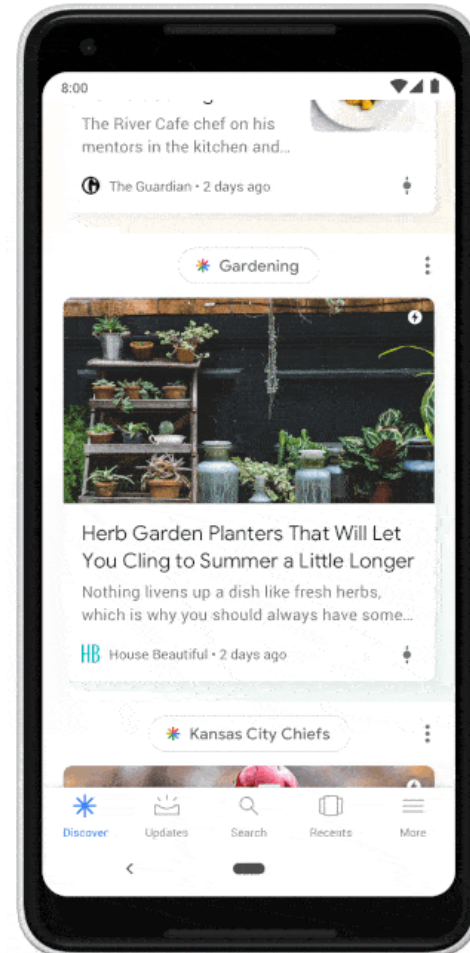 8:00
The River Cafe chef on his
mentors in the kitchen and...
The Guardian • 2 days ago
Gardening
Herb Garden Planters That Will Let
You Cling to Summer a Little Longer
Nothing livens up a dish like fresh herbs,
which is why you should always have some...
HB House Beautiful • 2 days ago
Kansas City Chiefs
Discover Updates Search Recents More